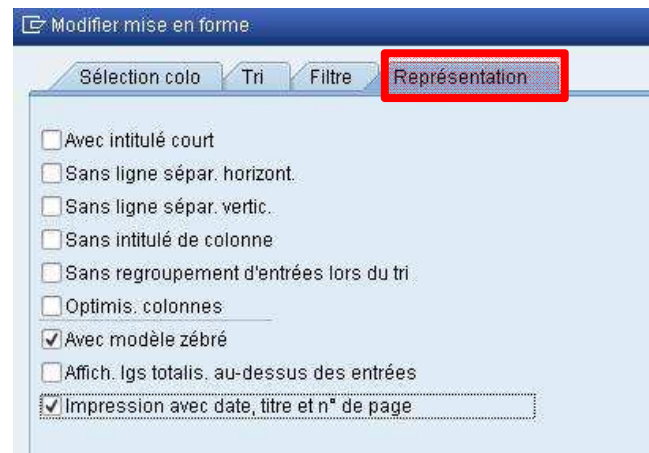 Modifier mise en forme
Sélection colo Tri Filtre Représentation
Avec intitulé court
Sans ligne sépar. horizont.
Sans ligne sépar. vertic.
Sans intitulé de colonne
Sans regroupement d'entrées lors du tri
Optimis. colonnes
Avec modèle zébré
Affich. lgs totalis. au-dessus des entrées
Impression avec date, titre et n° de page